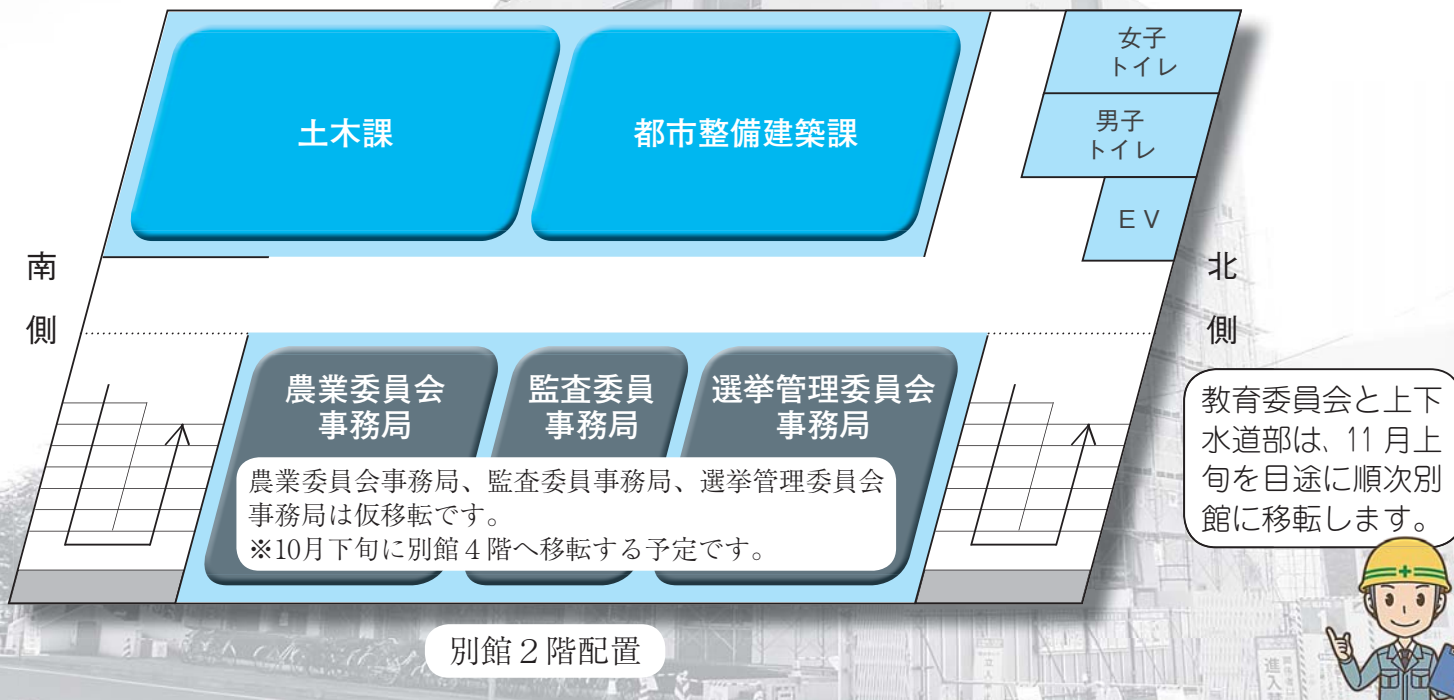 女子
トイレ
男子
トイレ
EV
土木課
都市整備建築課
南
側
北
側
農業委員会
事務局
監査委員
事務局
選挙管理委員会
事務局
農業委員会事務局、監査委員事務局、選挙管理委員会
事務局は仮移転です。
※10月下旬に別館4階へ移転する予定です。
教育委員会と上下
水道部は、11月上
旬を目途に順次別
館に移転します。
別館2階配置